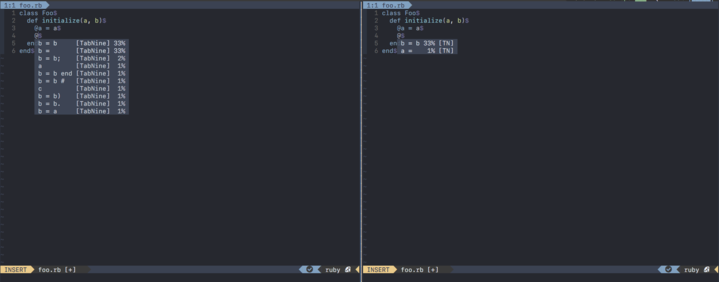 1:1 foo.rb
1 class Foo$
2 def initialize(a, b)$
3 @a = a$
4 @$
5 en
6 end$
b = b [TabNine] 33%
b = [TabNine] 33%
b = b; [TabNine] 2%
a [TabNine] 1%
b = b end [TabNine] 1%
b = b # [TabNine] 1%
c [TabNine] 1%
b = b) [TabNine] 1%
b = b. [TabNine] 1%
b = a [TabNine] 1%
INSERT foo.rb [+] ruby
1:1 foo.rb
1 class Foo$
2 def initialize(a, b)$
3 @a = a$
4 @$
5 en
6 end$
b = b 33% [TN]
a = 1% [TN]
INSERT foo.rb [+] ruby